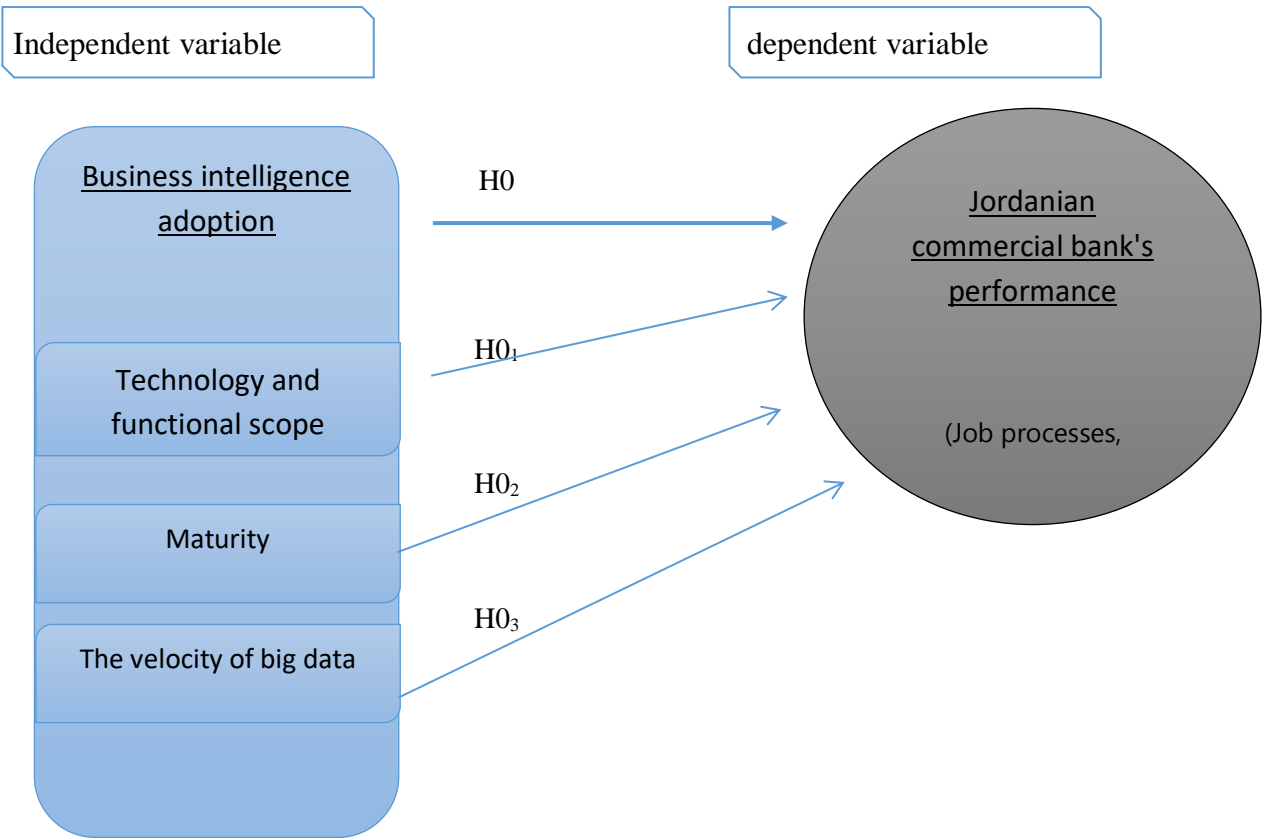 Independent variable
dependent variable
Business intelligence
adoption
Technology and
functional scope
Maturity
The velocity of big data
H0
H0₁
H0₂
H0₃
Jordanian
commercial bank's
performance
(Job processes,